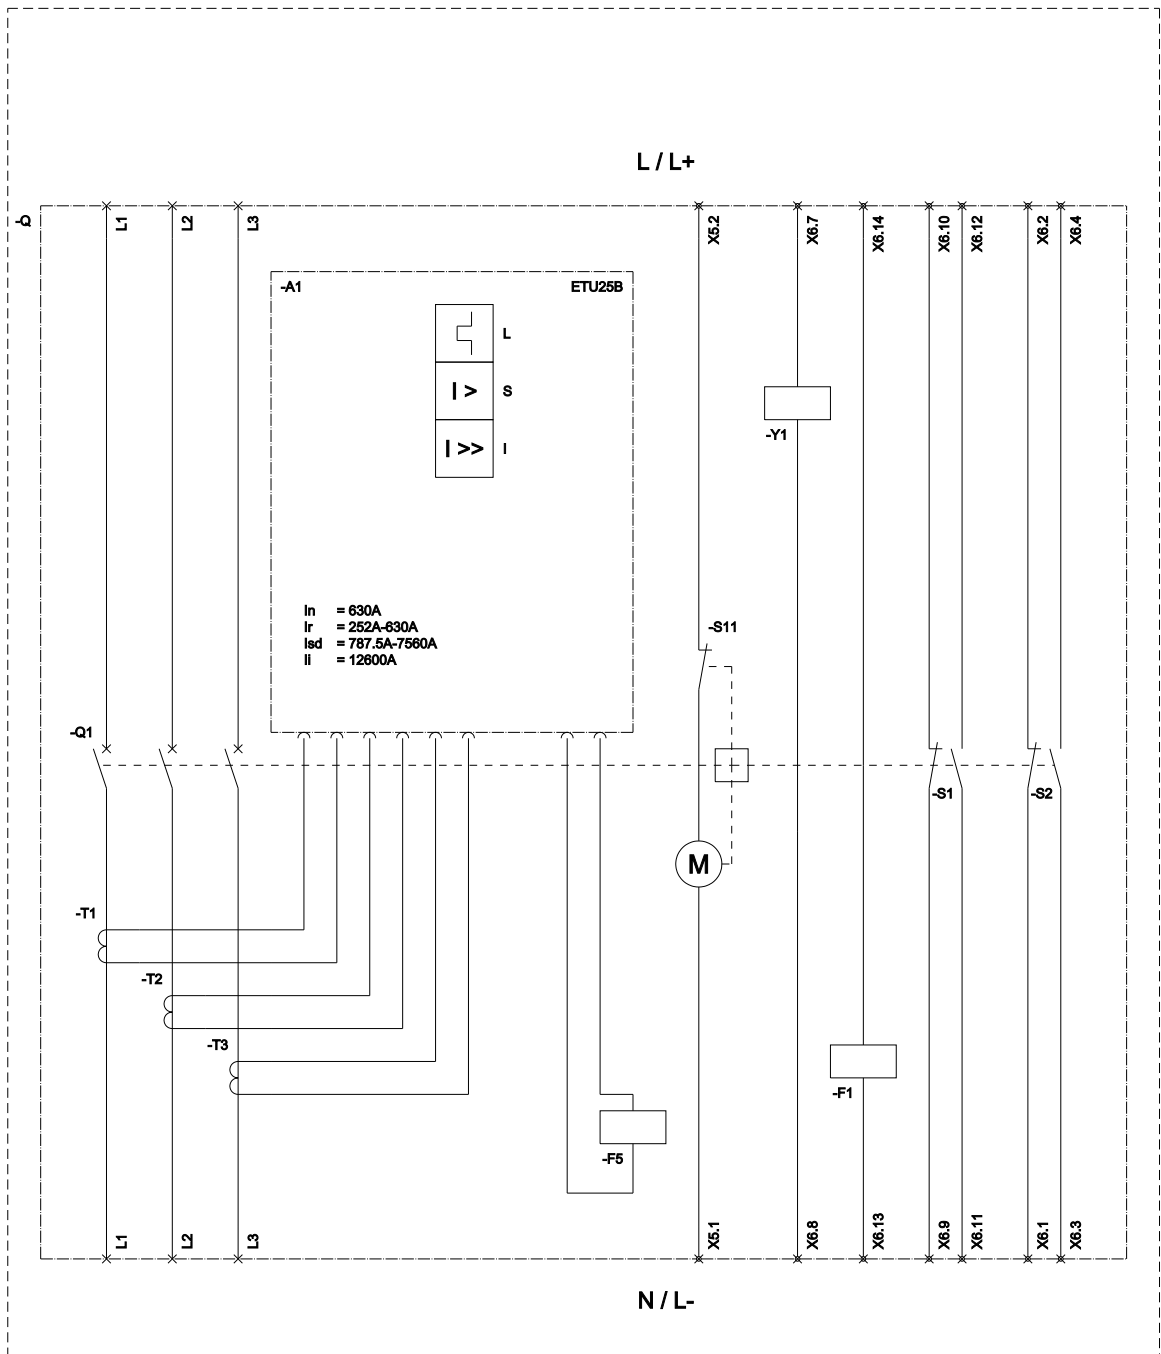 L / L+
-Q
L1
L2
L3
X5.2
X6.7
X6.14
X6.10
X6.12
X6.2
X6.4
-A1 ETU25B
L
I > S
I >> I
-Y1
In = 630A
Ir = 252A-630A
Isd = 787.5A-7560A
Ii = 12600A
-S11
-Q1
-S1
-S2
M
-T1
-T2
-T3
-F1
-F5
L1
L2
L3
X5.1
X6.8
X6.13
X6.9
X6.11
X6.1
X6.3
N / L-